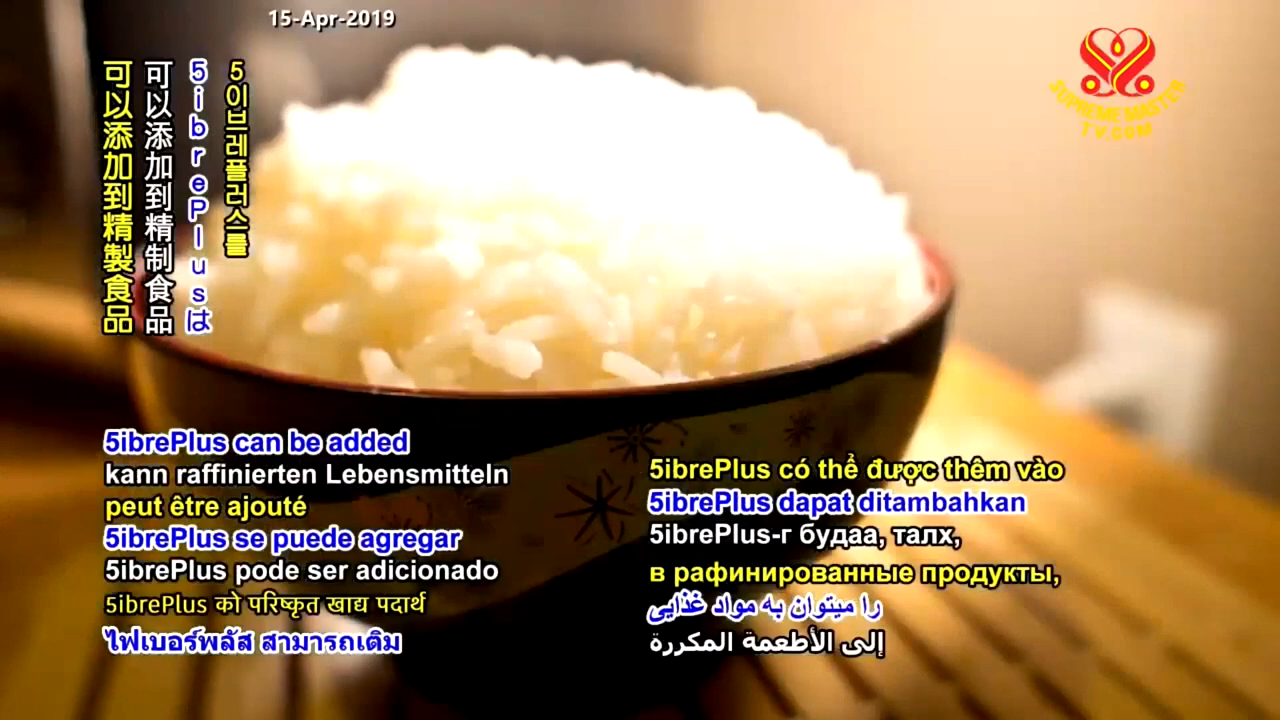 15-Apr-2019
SUPREME MASTER
TV.COM
5이브레플러스를
5ibrePlusは
可以添加到精制食品
可以添加到精製食品
5ibrePlus can be added
kann raffinierten Lebensmitteln
peut être ajouté
5ibrePlus se puede agregar
5ibrePlus pode ser adicionado
5ibrePlus को परिष्कृत खाद्य पदार्थ
ไฟเบอร์พลัส สามารถเติม
5ibrePlus có thể được thêm vào
5ibrePlus dapat ditambahkan
5ibrePlus-г будаа, талх,
в рафинированные продукты,
را میتوان به مواد غذایی
إلى الأطعمة المكررة